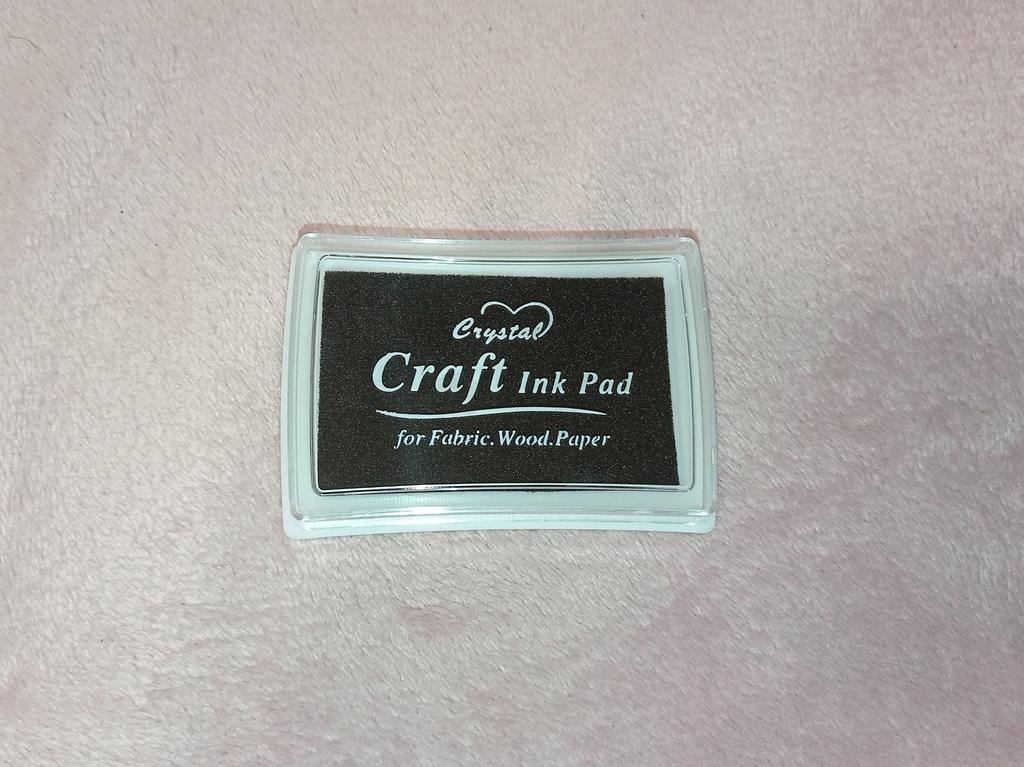 Crystal
Craft Ink Pad
for Fabric.Wood.Paper